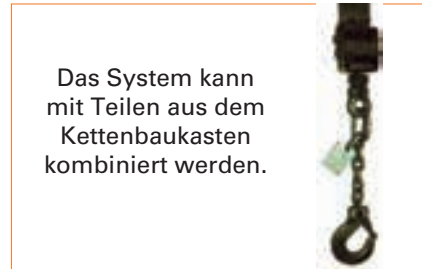 Das System kann
mit Teilen aus dem
Kettenbaukasten
kombiniert werden.